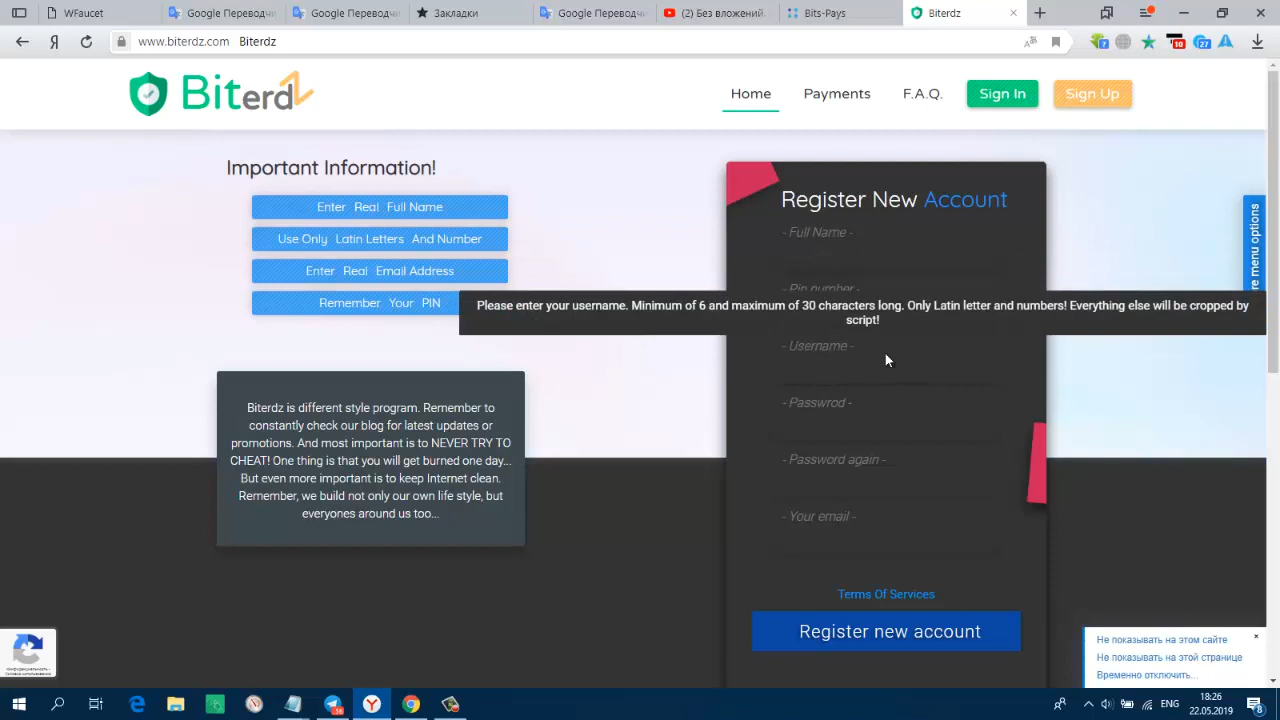 WFaucet
Google Переводчи
Google Переводчи
Закладки
Google Переводчи
(2) Без вложений.
Bits-Pays
Biterdz
www.biterdz.com Biterdz
7
10
27
Biterdz
Home
Payments
F.A.Q.
Sign In
Sign Up
Important Information!
Enter Real Full Name
Use Only Latin Letters And Number
Enter Real Email Address
Remember Your PIN
Register New Account
- Full Name -
- Pin number -
Please enter your username. Minimum of 6 and maximum of 30 characters long. Only Latin letter and numbers! Everything else will be cropped by
script!
- Username -
- Passwrod -
- Password again -
- Your email -
Terms Of Services
Register new account
re menu options
Biterdz is different style program. Remember to
constantly check our blog for latest updates or
promotions. And most important is to NEVER TRY TO
CHEAT! One thing is that you will get burned one day...
But even more important is to keep Internet clean.
Remember, we build not only our own life style, but
everyones around us too...
Не показывать на этом сайте
Не показывать на этой странице
Временно отключить...
ENG
18:26
22.05.2019
8